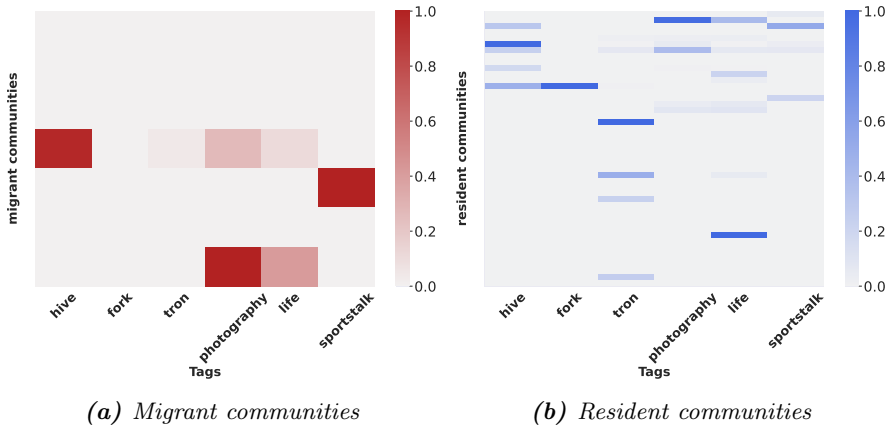 migrant communities
1.0
0.8
0.6
0.4
0.2
0.0
hive
fork
tron
photography
life
sportstalk
Tags
(a) Migrant communities
resident communities
1.0
0.8
0.6
0.4
0.2
0.0
hive
fork
tron
photography
life
sportstalk
Tags
(b) Resident communities